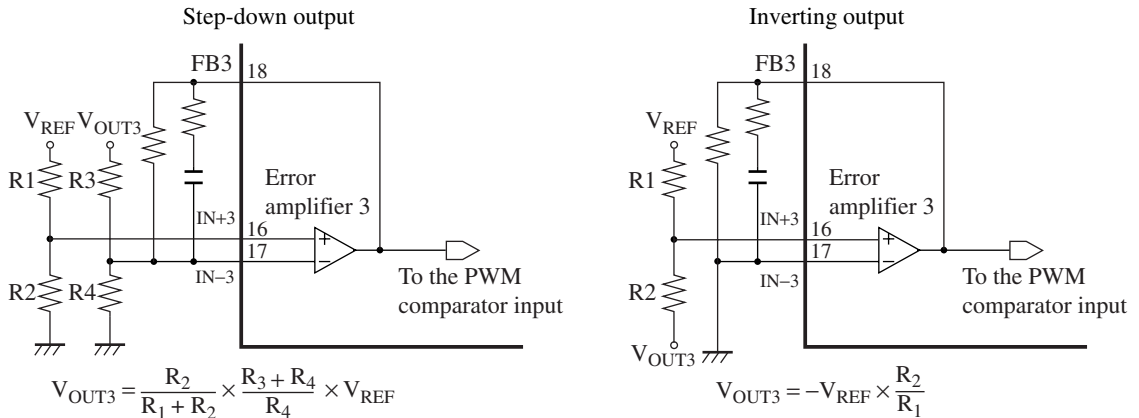 Step-down output
FB3
18
V_REF V_OUT3
R1
R3
Error
amplifier 3
IN+3
16
17
IN−3
R2
R4
To the PWM
comparator input
V_OUT3 = R_2 / (R_1 + R_2) × (R_3 + R_4) / R_4 × V_REF
Inverting output
FB3
18
V_REF
R1
Error
amplifier 3
IN+3
16
17
IN−3
R2
To the PWM
comparator input
V_OUT3
V_OUT3 = −V_REF × R_2 / R_1